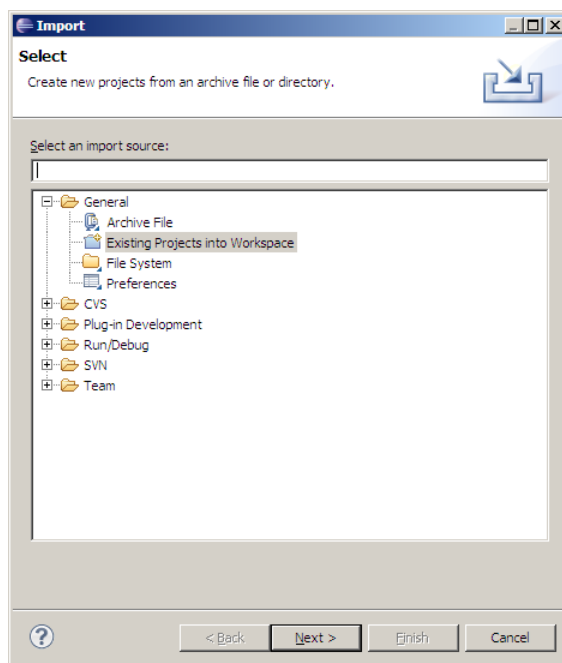 Import
Select
Create new projects from an archive file or directory.
Select an import source:
General
Archive File
Existing Projects into Workspace
File System
Preferences
CVS
Plug-in Development
Run/Debug
SVN
Team
? < Back Next > Finish Cancel